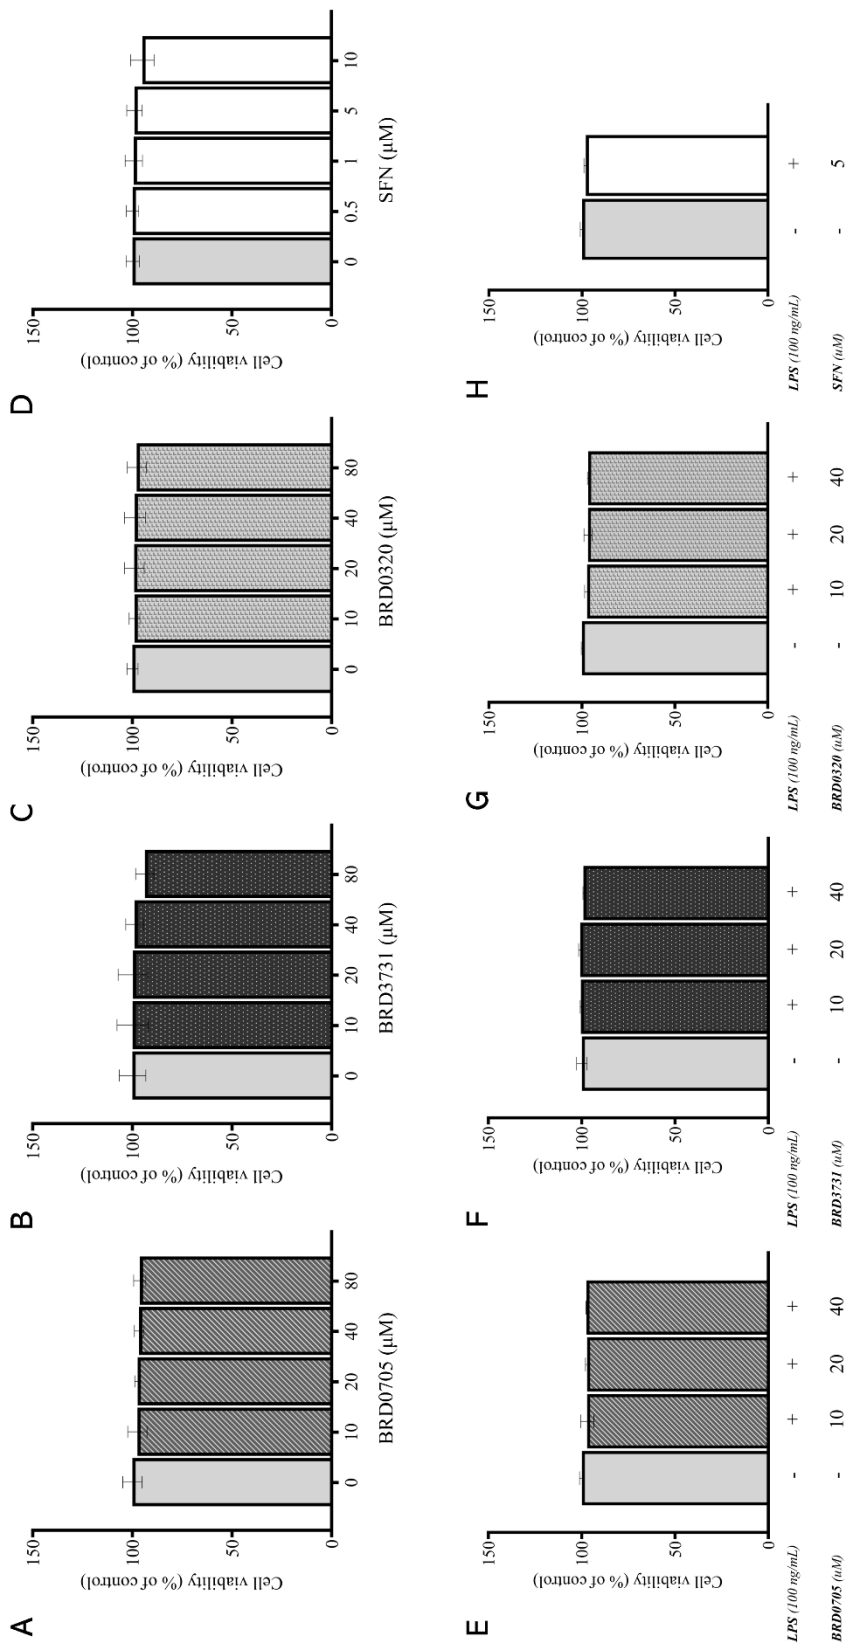 A
Cell viability (% of control)
150
100
50
0
0 10 20 40 80
BRD0705 (µM)
B
Cell viability (% of control)
150
100
50
0
0 10 20 40 80
BRD3731 (µM)
C
Cell viability (% of control)
150
100
50
0
0 10 20 40 80
BRD0320 (µM)
D
Cell viability (% of control)
150
100
50
0
0 0.5 1 5 10
SFN (µM)
E
Cell viability (% of control)
150
100
50
0
LPS (100 ng/mL) - + + +
BRD0705 (uM) - 10 20 40
F
Cell viability (% of control)
150
100
50
0
LPS (100 ng/mL) - + + +
BRD3731 (uM) - 10 20 40
G
Cell viability (% of control)
150
100
50
0
LPS (100 ng/mL) - + + +
BRD0320 (uM) - 10 20 40
H
Cell viability (% of control)
150
100
50
0
LPS (100 ng/mL) - +
SFN (uM) - 5